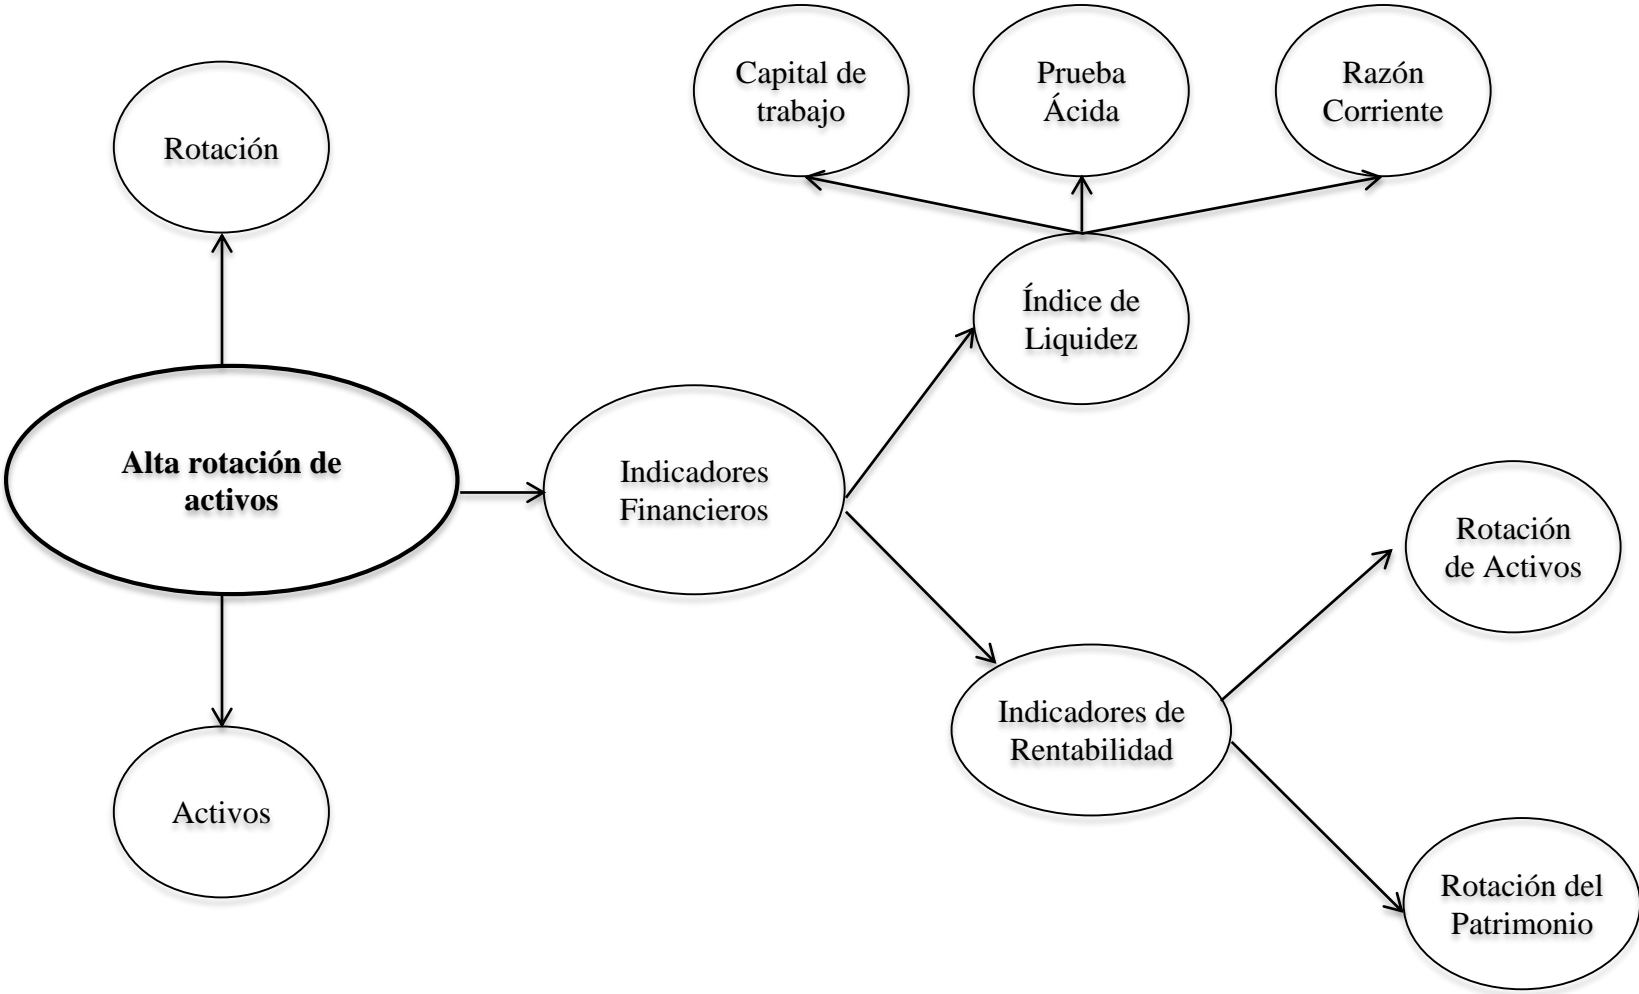 Capital de
trabajo
Prueba
Ácida
Razón
Corriente
Rotación
Índice de
Liquidez
Alta rotación de
activos
Indicadores
Financieros
Rotación
de Activos
Indicadores de
Rentabilidad
Activos
Rotación del
Patrimonio